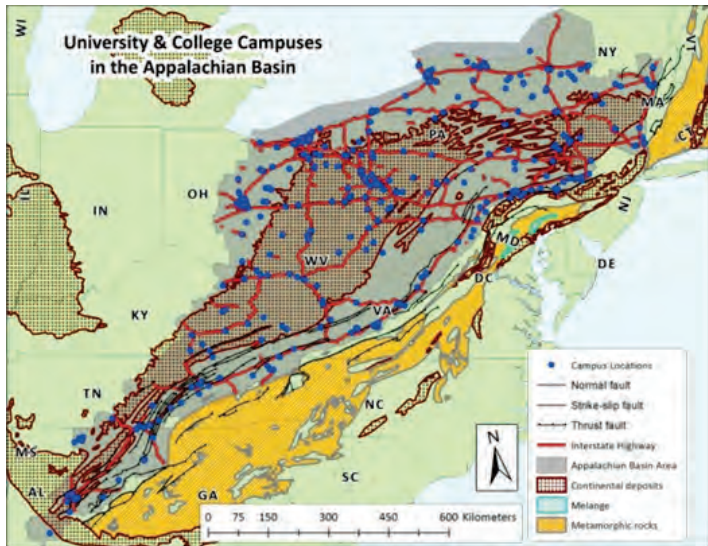 University & College Campuses
in the Appalachian Basin
WI
NY
VT
MA
PA
CT
OH
IL
IN
NJ
MD
WV
DC
DE
KY
VA
TN
NC
MS
SC
AL
GA
Campus Locations
Normal fault
Strike-slip fault
Thrust fault
Interstate Highway
Appalachian Basin Area
Continental deposits
Melange
Metamorphic rocks
N
0 75 150 300 450 600 Kilometers